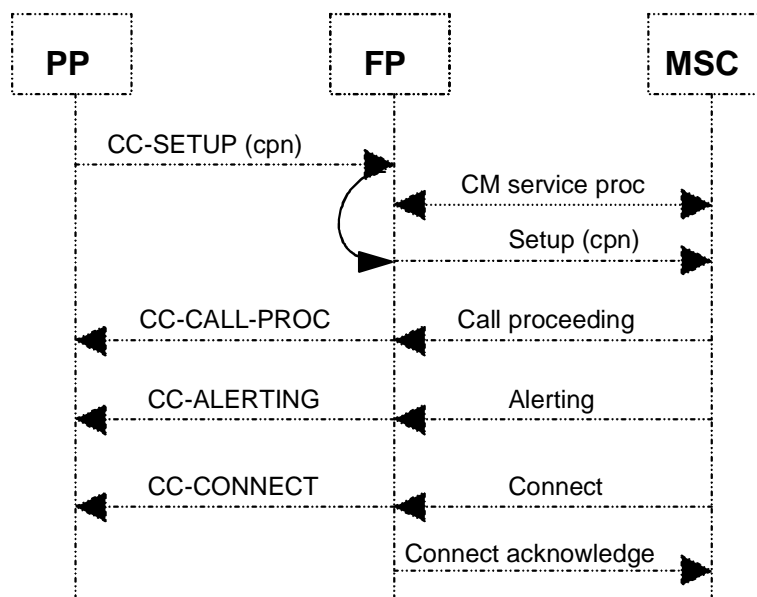 PP
FP
MSC
CC-SETUP (cpn)
CM service proc
Setup (cpn)
CC-CALL-PROC
Call proceeding
CC-ALERTING
Alerting
CC-CONNECT
Connect
Connect acknowledge